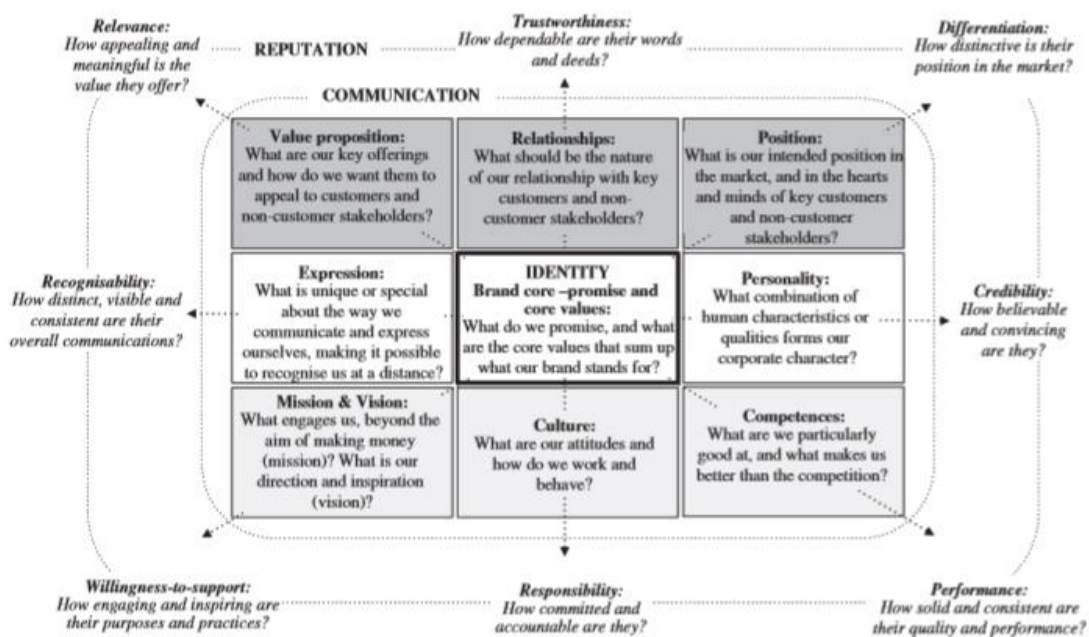 Relevance:
How appealing and
meaningful is the
value they offer?
REPUTATION
Trustworthiness:
How dependable are their words
and deeds?
Differentiation:
How distinctive is their
position in the market?
COMMUNICATION
Value proposition:
What are our key offerings
and how do we want them to
appeal to customers and
non-customer stakeholders?
Relationships:
What should be the nature
of our relationship with key
customers and non-
customer stakeholders?
Position:
What is our intended position in
the market, and in the hearts
and minds of key customers
and non-customer
stakeholders?
Recognisability:
How distinct, visible and
consistent are their
overall communications?
Expression:
What is unique or special
about the way we
communicate and express
ourselves, making it possible
to recognise us at a distance?
IDENTITY
Brand core –promise and
core values:
What do we promise, and what
are the core values that sum up
what our brand stands for?
Personality:
What combination of
human characteristics or
qualities forms our
corporate character?
Credibility:
How believable
and convincing
are they?
Mission & Vision:
What engages us, beyond the
aim of making money
(mission)? What is our
direction and inspiration
(vision)?
Culture:
What are our attitudes and
how do we work and
behave?
Competences:
What are we particularly
good at, and what makes us
better than the competition?
Willingness-to-support:
How engaging and inspiring are
their purposes and practices?
Responsibility:
How committed and
accountable are they?
Performance:
How solid and consistent are
their quality and performance?